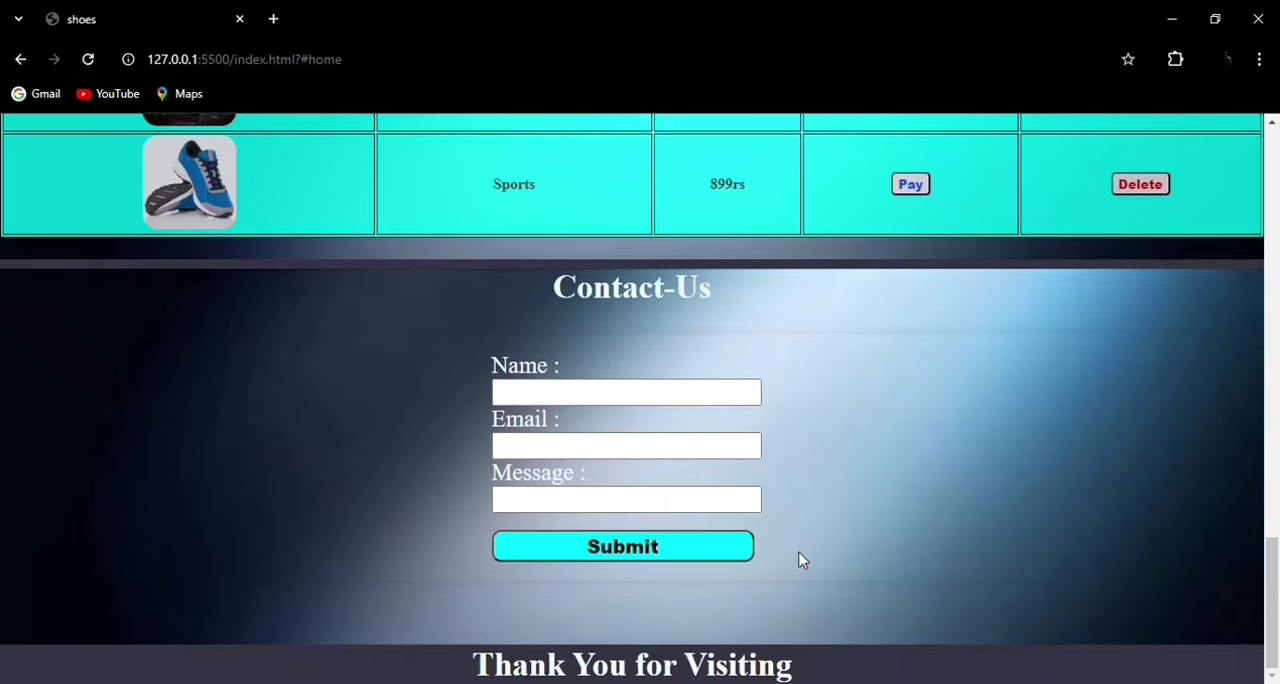 shoes
127.0.0.1:5500/index.html?#home
Gmail YouTube Maps
Sports 899rs Pay Delete
Contact-Us
Name :
Email :
Message :
Submit
Thank You for Visiting